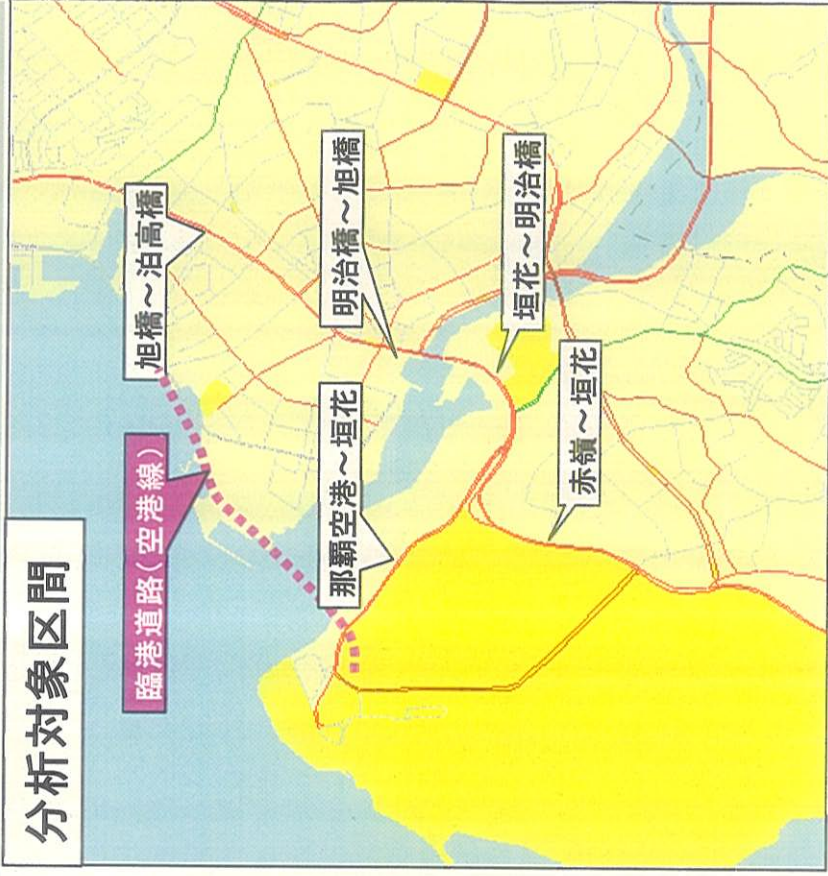 分析対象区間
臨港道路(空港線)
旭橋～泊高橋
那覇空港～垣花
明治橋～旭橋
赤嶺～垣花
垣花～明治橋